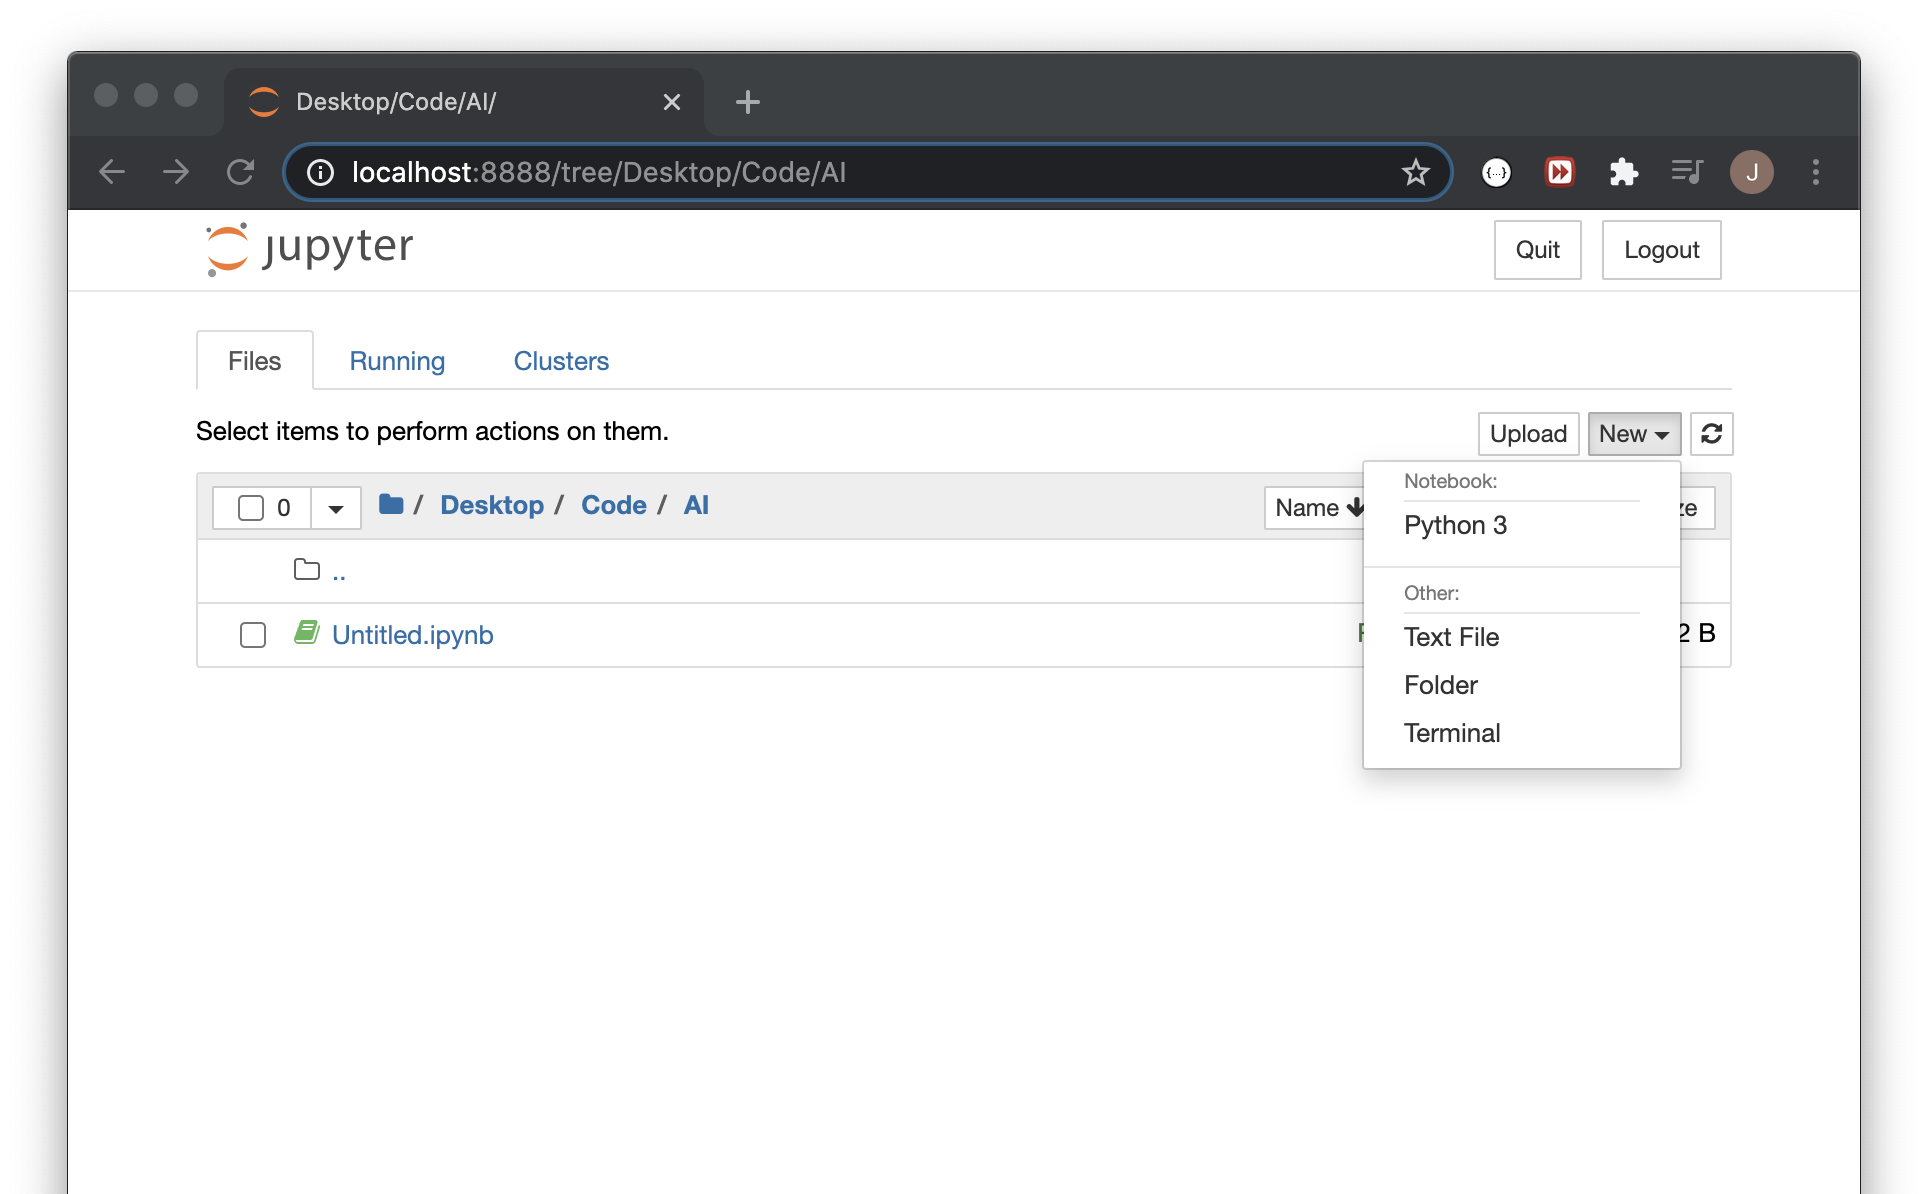 Desktop/Code/AI/
localhost:8888/tree/Desktop/Code/AI
J
jupyter
Quit
Logout
Files
Running
Clusters
Select items to perform actions on them.
Upload
New
0
/ Desktop / Code / AI
Name
Notebook:
Python 3
Other:
..
Untitled.ipynb
2 B
Text File
Folder
Terminal